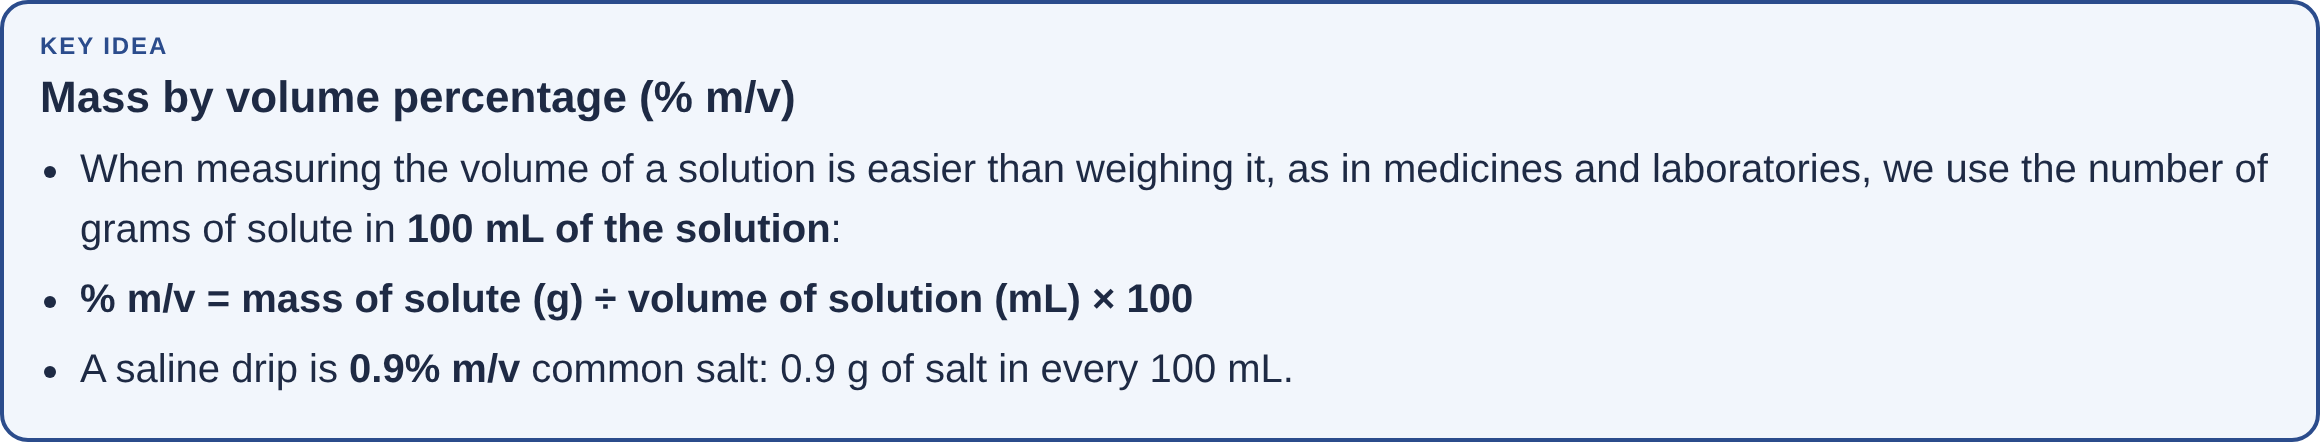 KEY IDEA
Mass by volume percentage (% m/v)
• When measuring the volume of a solution is easier than weighing it, as in medicines and laboratories, we use the number of
grams of solute in 100 mL of the solution:
• % m/v = mass of solute (g) ÷ volume of solution (mL) × 100
• A saline drip is 0.9% m/v common salt: 0.9 g of salt in every 100 mL.